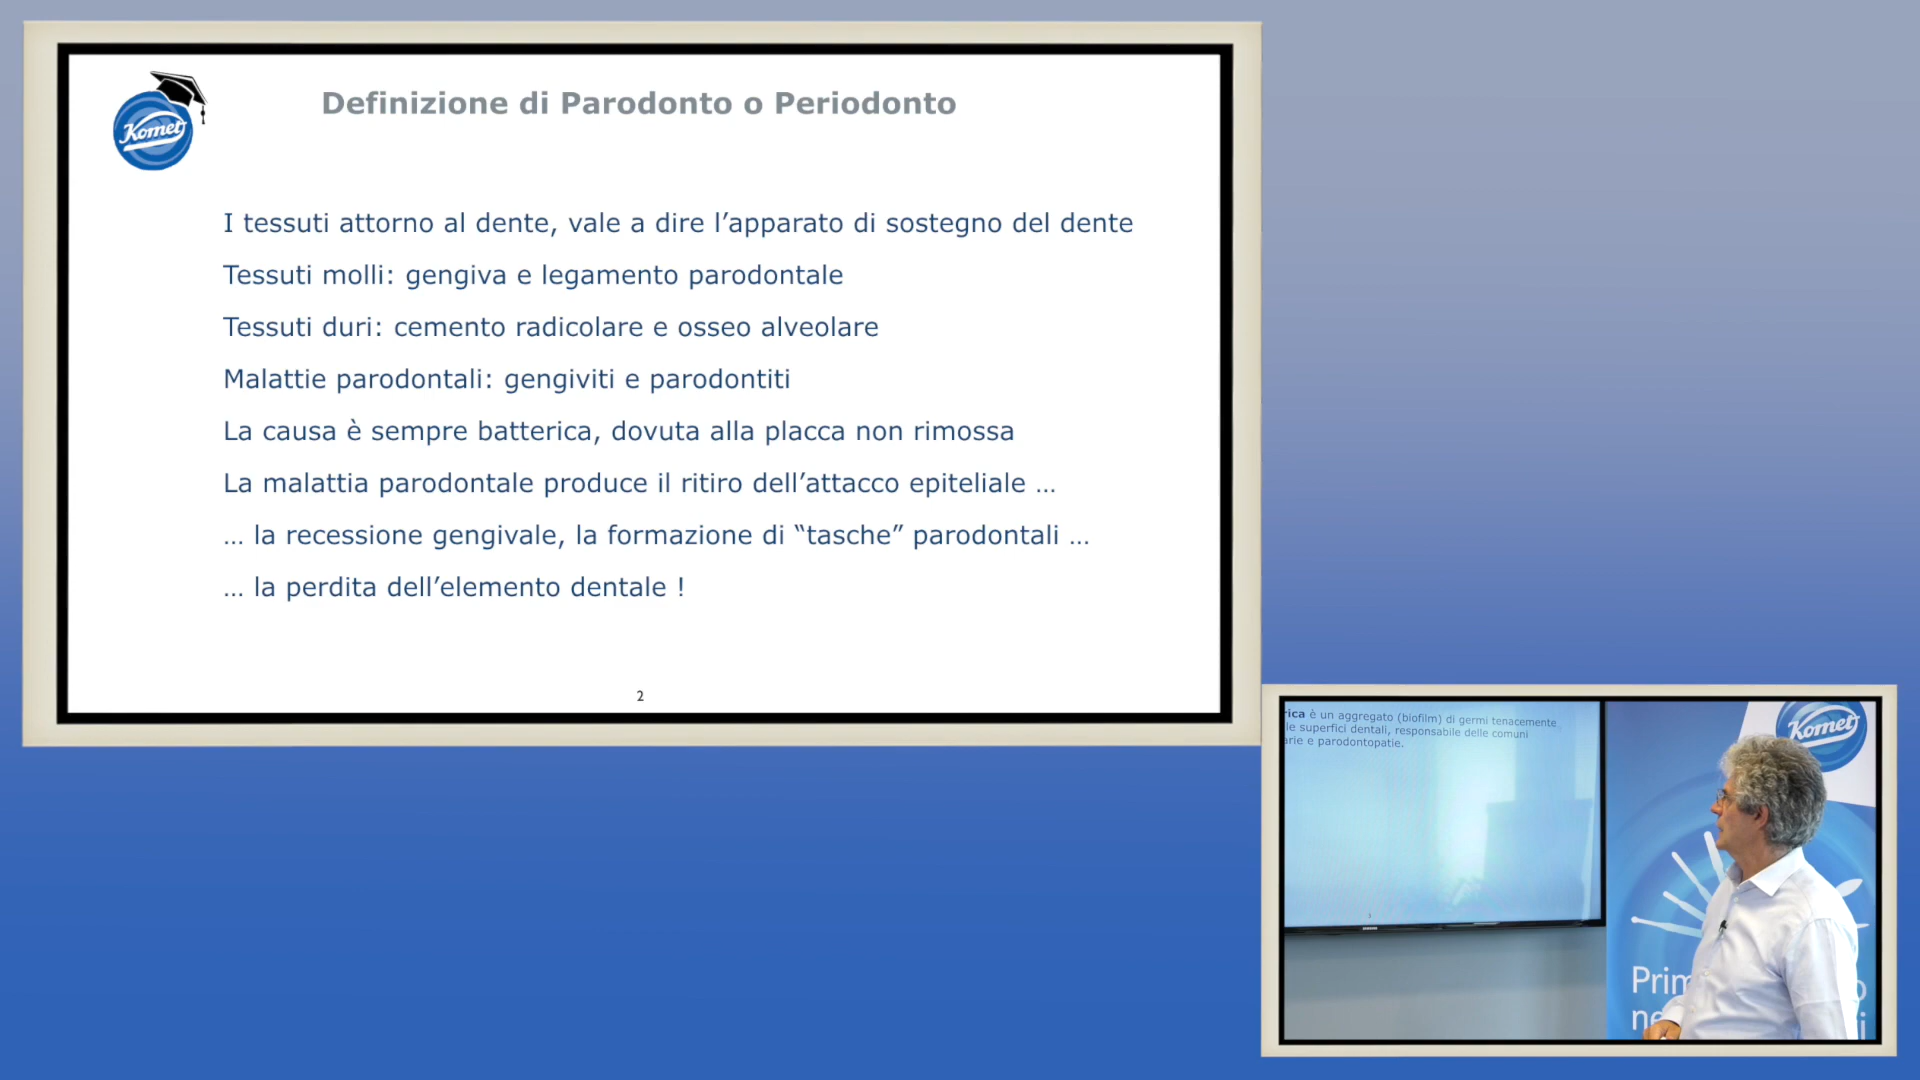 Komet
Definizione di Parodonto o Periodonto
I tessuti attorno al dente, vale a dire l’apparato di sostegno del dente
Tessuti molli: gengiva e legamento parodontale
Tessuti duri: cemento radicolare e osseo alveolare
Malattie parodontali: gengiviti e parodontiti
La causa è sempre batterica, dovuta alla placca non rimossa
La malattia parodontale produce il ritiro dell’attacco epiteliale ...
... la recessione gengivale, la formazione di “tasche” parodontali ...
... la perdita dell’elemento dentale !
2
rica è un aggregato (biofilm) di germi tenacemente
le superfici dentali, responsabile delle comuni
arie e parodontopatie.
Komet